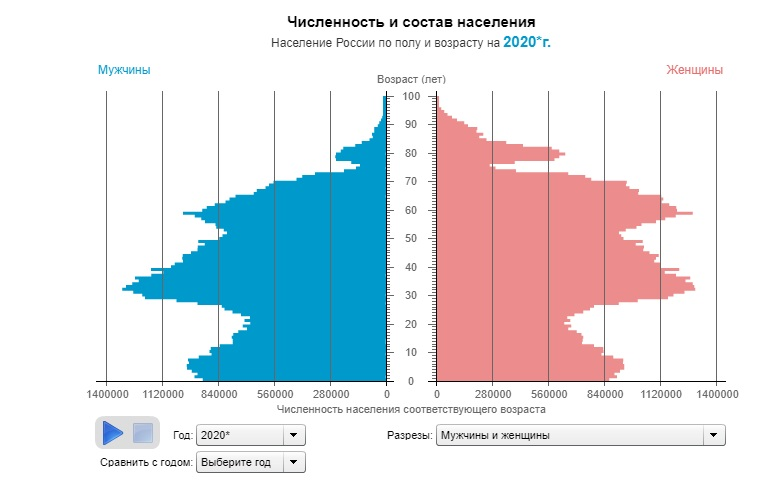 Численность и состав населения
Население России по полу и возрасту на 2020*г.
Мужчины
Женщины
Возраст (лет)
100
90
80
70
60
50
40
30
20
10
0
1400000 1120000 840000 560000 280000 0
0 280000 560000 840000 1120000 1400000
Численность населения соответствующего возраста
Год: 2020*
Разрезы: Мужчины и женщины
Сравнить с годом: Выберите год